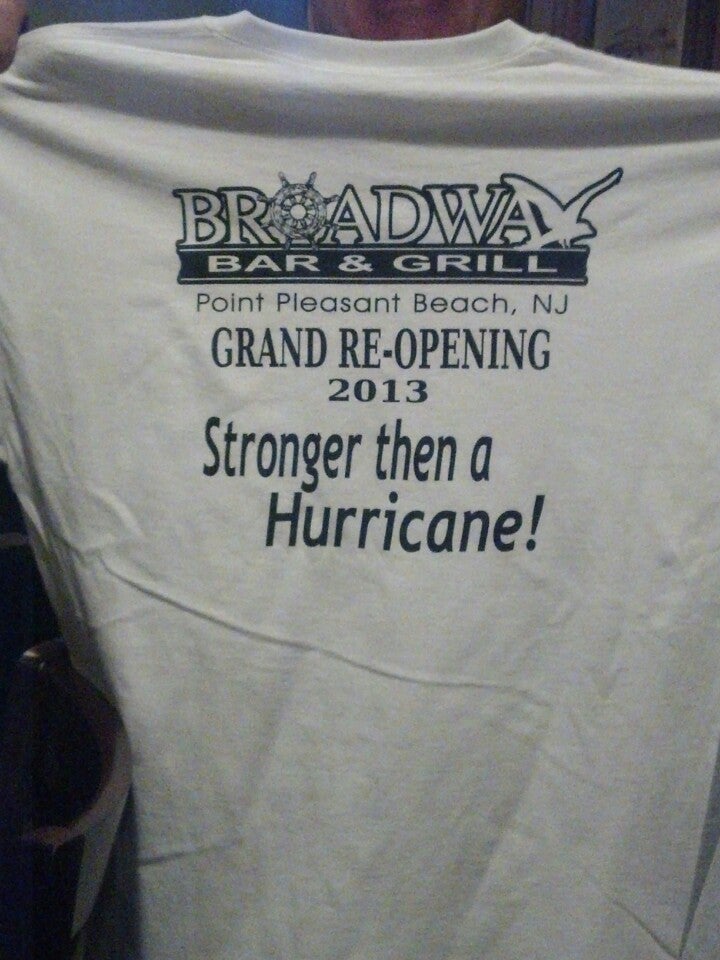 BROADWAY
BAR & GRILL
Point Pleasant Beach, NJ
GRAND RE-OPENING
2013
Stronger then a
Hurricane!